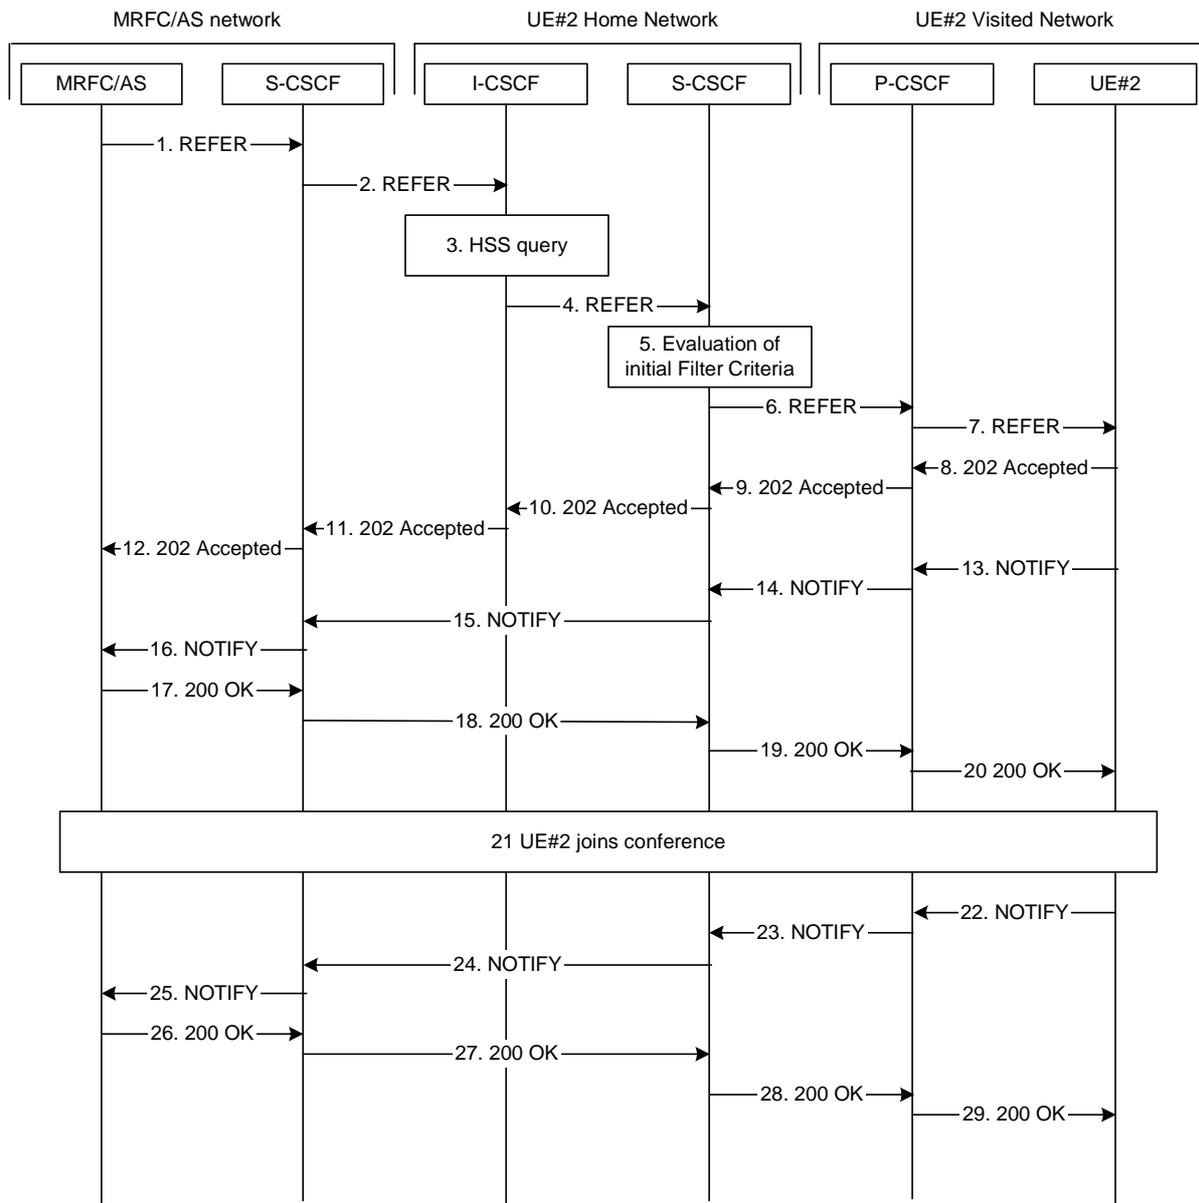 MRFC/AS network
UE#2 Home Network
UE#2 Visited Network
MRFC/AS
S-CSCF
I-CSCF
S-CSCF
P-CSCF
UE#2
1. REFER
2. REFER
3. HSS query
4. REFER
5. Evaluation of
initial Filter Criteria
6. REFER
7. REFER
8. 202 Accepted
9. 202 Accepted
10. 202 Accepted
11. 202 Accepted
12. 202 Accepted
13. NOTIFY
14. NOTIFY
15. NOTIFY
16. NOTIFY
17. 200 OK
18. 200 OK
19. 200 OK
20 200 OK
21 UE#2 joins conference
22. NOTIFY
23. NOTIFY
24. NOTIFY
25. NOTIFY
26. 200 OK
27. 200 OK
28. 200 OK
29. 200 OK